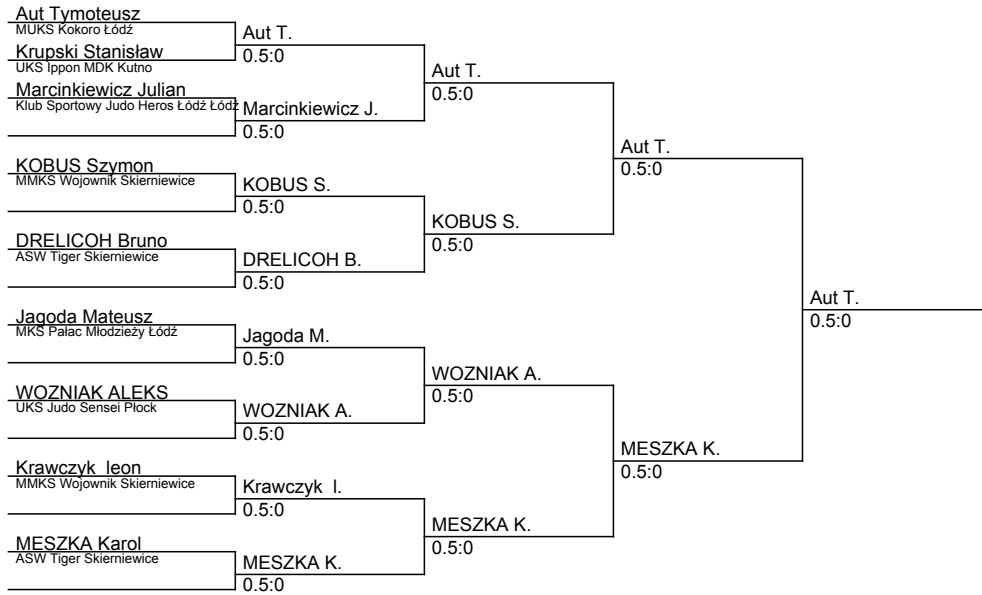 Aut Tymoteusz
MUKS Kokoro Łódź
Krupski Stanisław
UKS Ippon MDK Kutno
Marcinkiewicz Julian
Klub Sportowy Judo Heros Łódź Łódź
KOBUS Szymon
MMKS Wojownik Skierniewice
DRELICOH Bruno
ASW Tiger Skierniewice
Jagoda Mateusz
MKS Pałac Młodzieży Łódź
WOZNIAK ALEKS
UKS Judo Sensei Płock
Krawczyk  leon
MMKS Wojownik Skierniewice
MESZKA Karol
ASW Tiger Skierniewice
Aut T.
0.5:0
Marcinkiewicz J.
0.5:0
KOBUS S.
0.5:0
DRELICOH B.
0.5:0
Jagoda M.
0.5:0
WOZNIAK A.
0.5:0
Krawczyk  l.
0.5:0
MESZKA K.
0.5:0
Aut T.
0.5:0
KOBUS S.
0.5:0
WOZNIAK A.
0.5:0
MESZKA K.
0.5:0
Aut T.
0.5:0
MESZKA K.
0.5:0
Aut T.
0.5:0